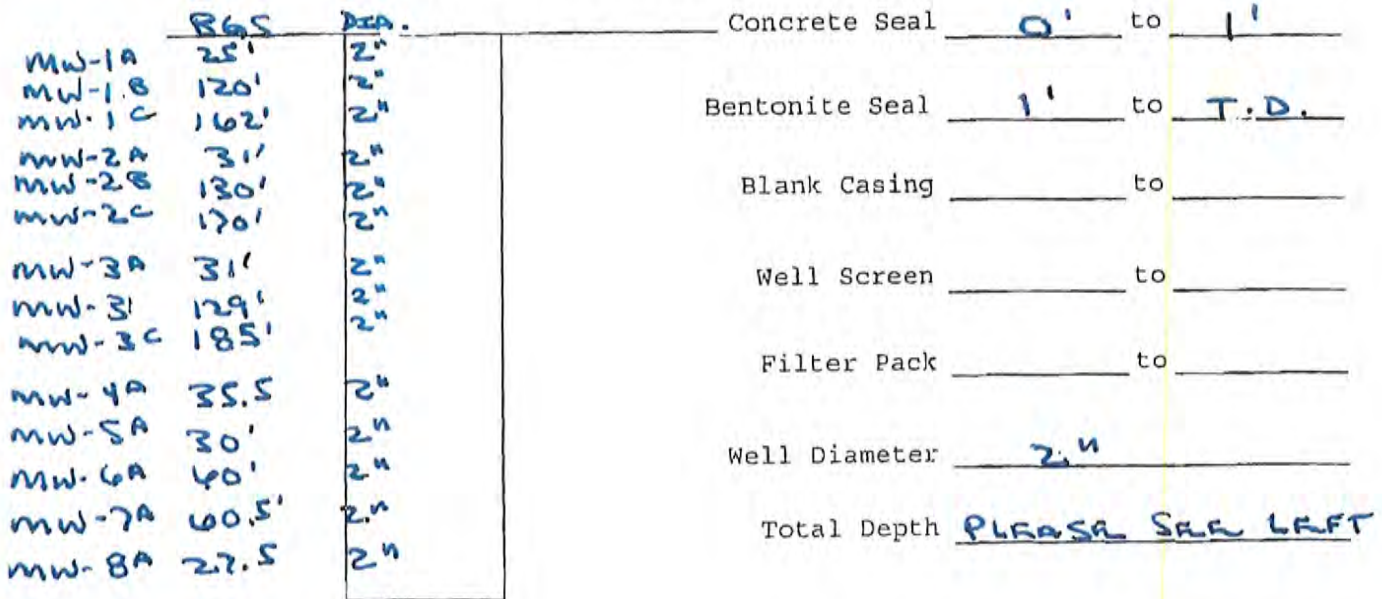 BGS DIA.
MW-1A 25' 2"
MW-1B 120' 2"
MW-1C 162' 2"
MW-2A 31' 2"
MW-2B 130' 2"
MW-2C 170' 2"
MW-3A 31' 2"
MW-31 129' 2"
MW-3C 185' 2"
MW-4A 35.5 2"
MW-5A 30' 2"
MW-6A 60' 2"
MW-7A 60.5' 2"
MW-8A 27.5 2"
Concrete Seal 0' to 1'
Bentonite Seal 1' to T.D.
Blank Casing to
Well Screen to
Filter Pack to
Well Diameter 2"
Total Depth PLEASE SEE LEFT